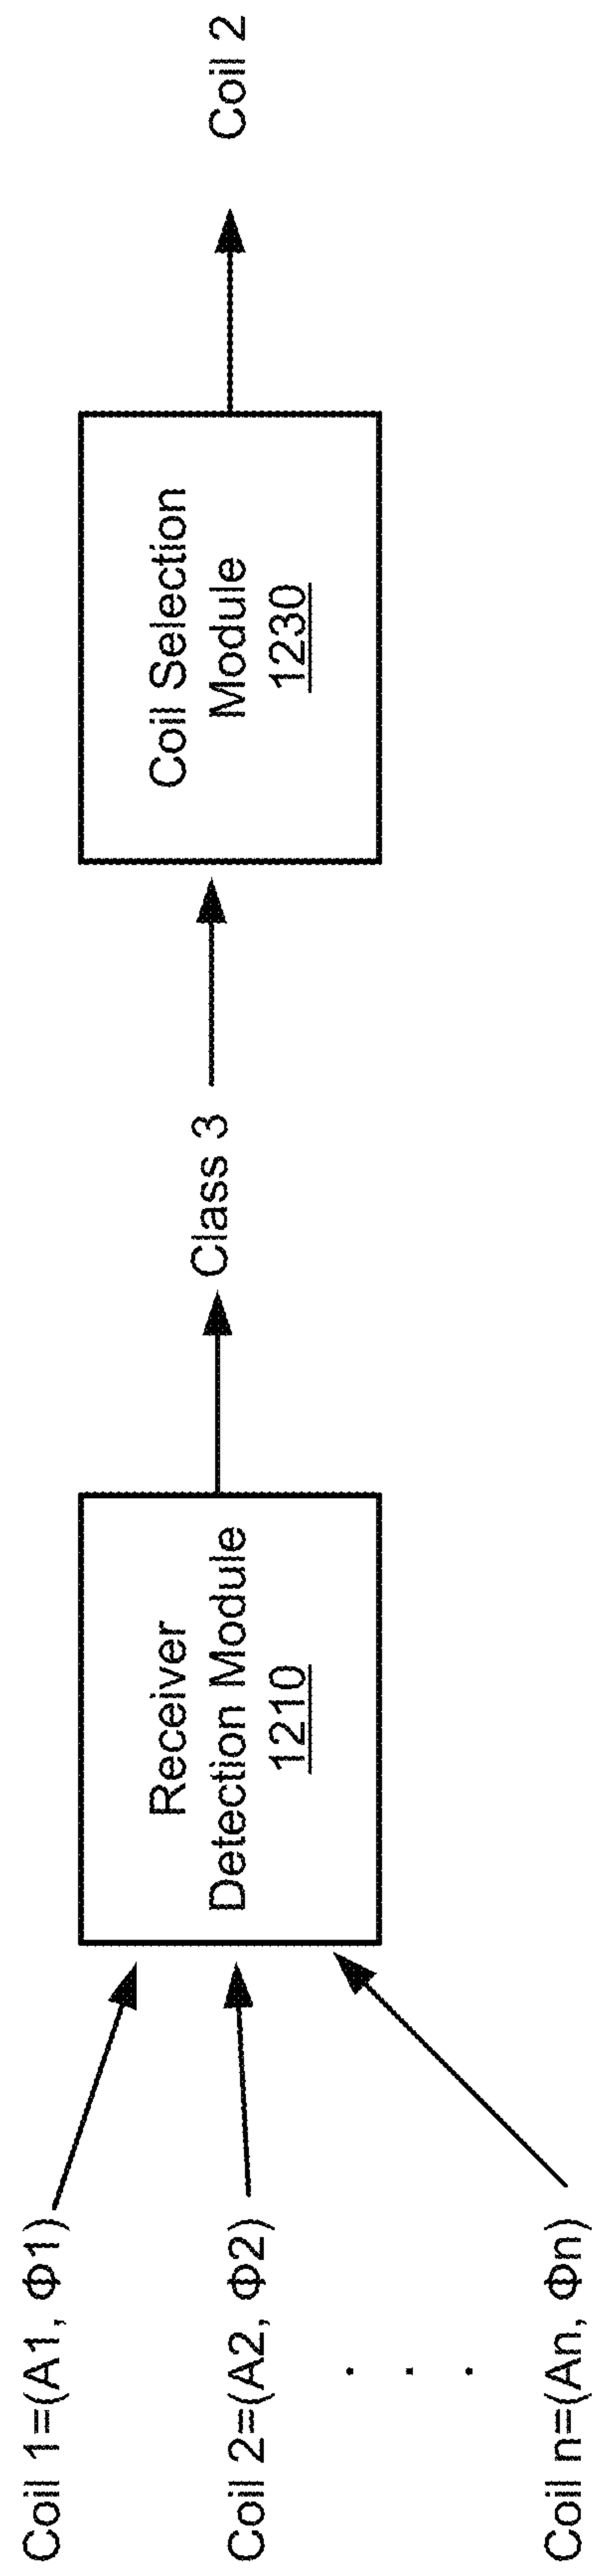 Coil 1=(A1, Φ1)
Coil 2=(A2, Φ2)
. . .
Coil n=(An, Φn)
Receiver
Detection Module
1210
Class 3
Coil Selection
Module
1230
Coil 2